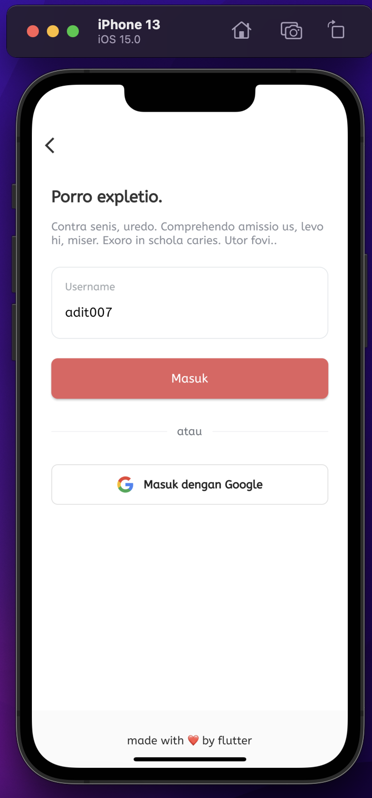 iPhone 13
iOS 15.0
Porro expletio.
Contra senis, uredo. Comprehendo amissio us, levo
hi, miser. Exoro in schola caries. Utor fovi..
Username
adit007
Masuk
atau
Masuk dengan Google
made with ❤️ by flutter